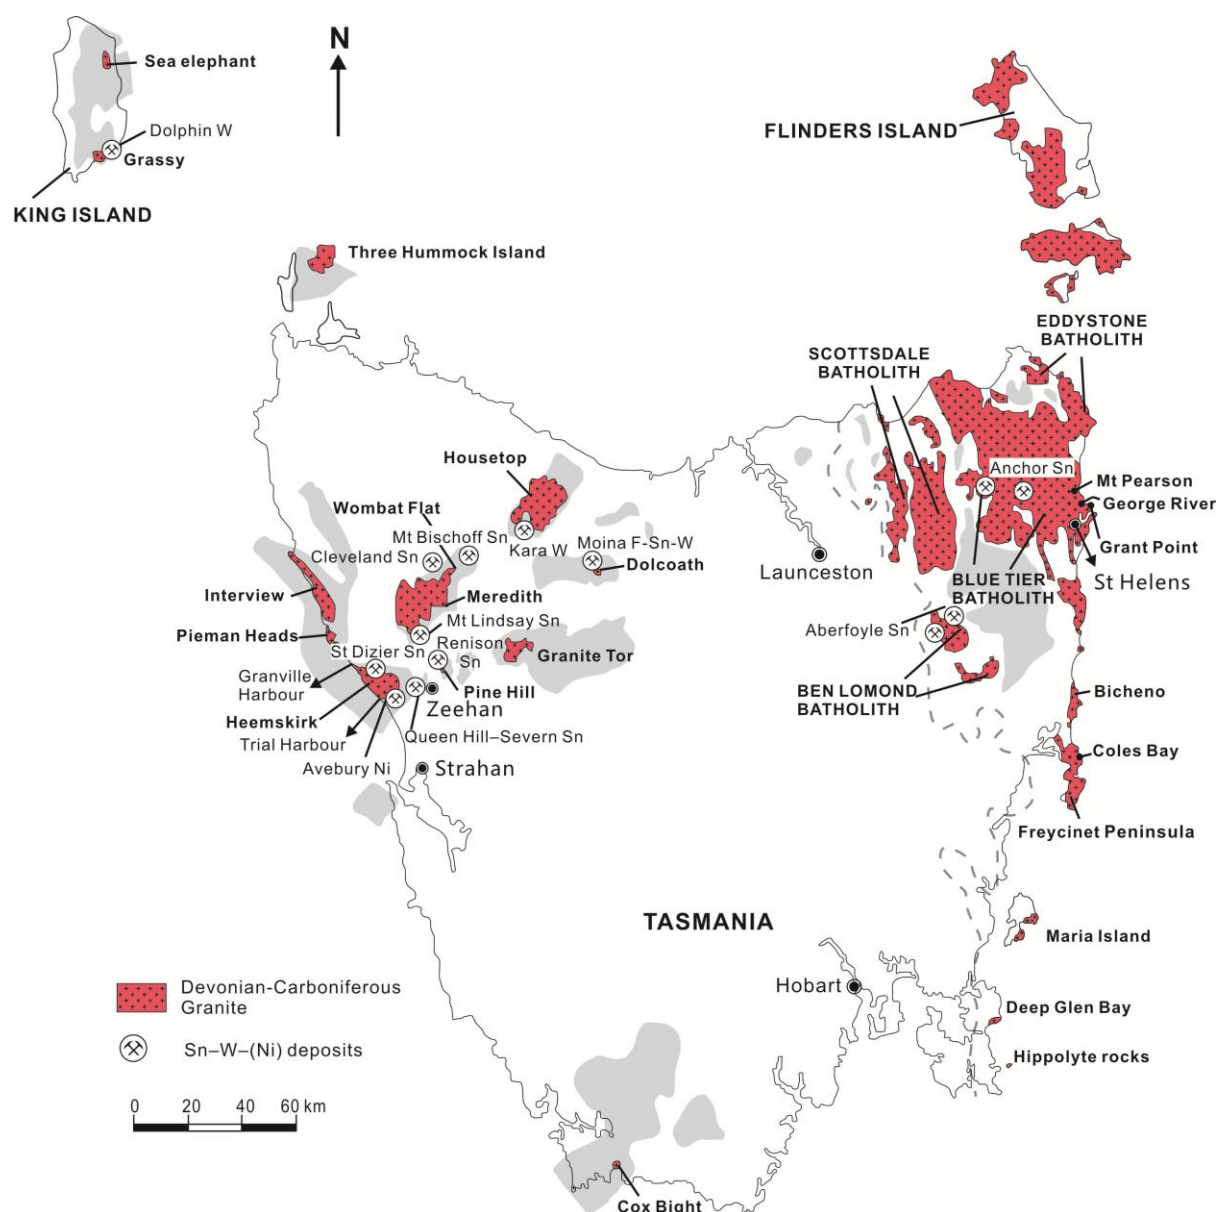 N
Sea elephant
Dolphin W
Grassy
KING ISLAND
FLINDERS ISLAND
Three Hummock Island
EDDYSTONE
BATHOLITH
SCOTTSDALE
BATHOLITH
Housetop
Wombat Flat
Mt Bischoff Sn
Cleveland Sn
Kara W
Moina F-Sn-W
Dolcoath
Anchor Sn
Mt Pearson
George River
Grant Point
St Helens
Launceston
BLUE TIER
BATHOLITH
Interview
Meredith
Mt Lindsay Sn
Pieman Heads
St Dizier Sn
Renison
Sn
Granite Tor
Aberfoyle Sn
Granville
Harbour
Pine Hill
Zeehan
Heemskirk
Trial Harbour
Queen Hill–Severn Sn
Avebury Ni
Strahan
BEN LOMOND
BATHOLITH
Bicheno
Coles Bay
Freycinet Peninsula
TASMANIA
Maria Island
Hobart
Deep Glen Bay
Hippolyte rocks
Devonian-Carboniferous
Granite
Sn–W–(Ni) deposits
0 20 40 60 km
Cox Bight